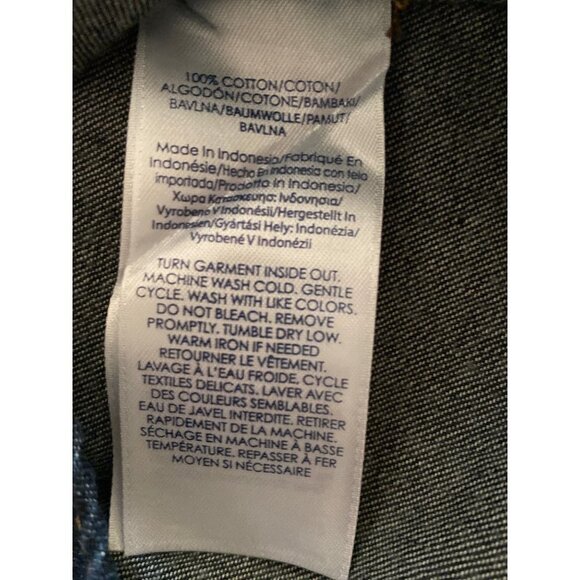 100% COTTON/COTON/
ALGODÓN/COTONE/BAMBAKI/
BAVLNA/BAUMWOLLE/PAMUT/
BAVLNA
Made In Indonesia/Fabriqué En
Indonésie/Hecho En Indonesia con tela
importada/Prodotto In Indonesia/
Χωρα Κατασκευησ: Ινδονησια/
Vyrobeno V Indonésii/Hergestellt In
Indonesien/Gyártási Hely: Indonézia/
Vyrobené V Indonézii
TURN GARMENT INSIDE OUT.
MACHINE WASH COLD. GENTLE
CYCLE. WASH WITH LIKE COLORS.
DO NOT BLEACH. REMOVE
PROMPTLY. TUMBLE DRY LOW.
WARM IRON IF NEEDED
RETOURNER LE VÊTEMENT.
LAVAGE À L'EAU FROIDE. CYCLE
TEXTILES DELICATS. LAVER AVEC
DES COULEURS SEMBLABLES.
EAU DE JAVEL INTERDITE. RETIRER
RAPIDEMENT DE LA MACHINE.
SÉCHAGE EN MACHINE À BASSE
TEMPÉRATURE. REPASSER À FER
MOYEN SI NÉCESSAIRE